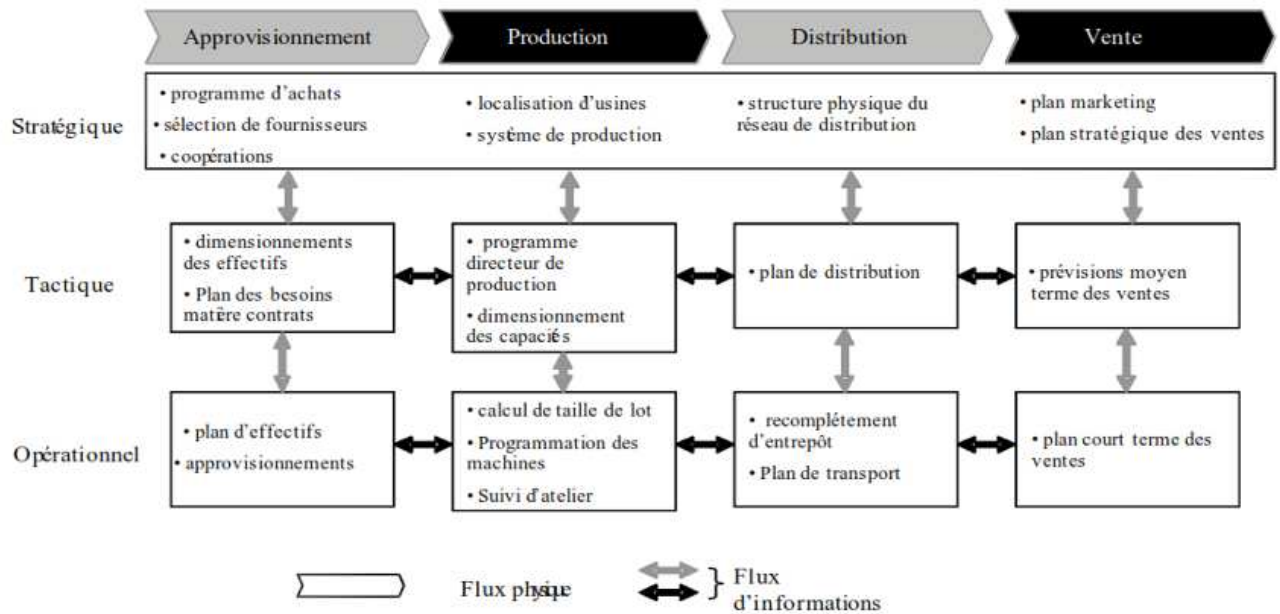 Approvisionnement
Production
Distribution
Vente
Stratégique
• programme d'achats
• sélection de fournisseurs
• coopérations
• localisation d'usines
• système de production
• structure physique du
réseau de distribution
• plan marketing
• plan stratégique des ventes
Tactique
• dimensionnements
des effectifs
• Plan des besoins
matière contrats
• programme
directeur de
production
• dimensionnement
des capaciés
• plan de distribution
• prévisions moyen
terme des ventes
Opérationnel
• plan d'effectifs
• approvisionnements
• calcul de taille de lot
• Programmation des
machines
• Suivi d'atelier
• recomplétement
d'entrepôt
• Plan de transport
• plan court terme des
ventes
Flux physique
Flux
d'informations